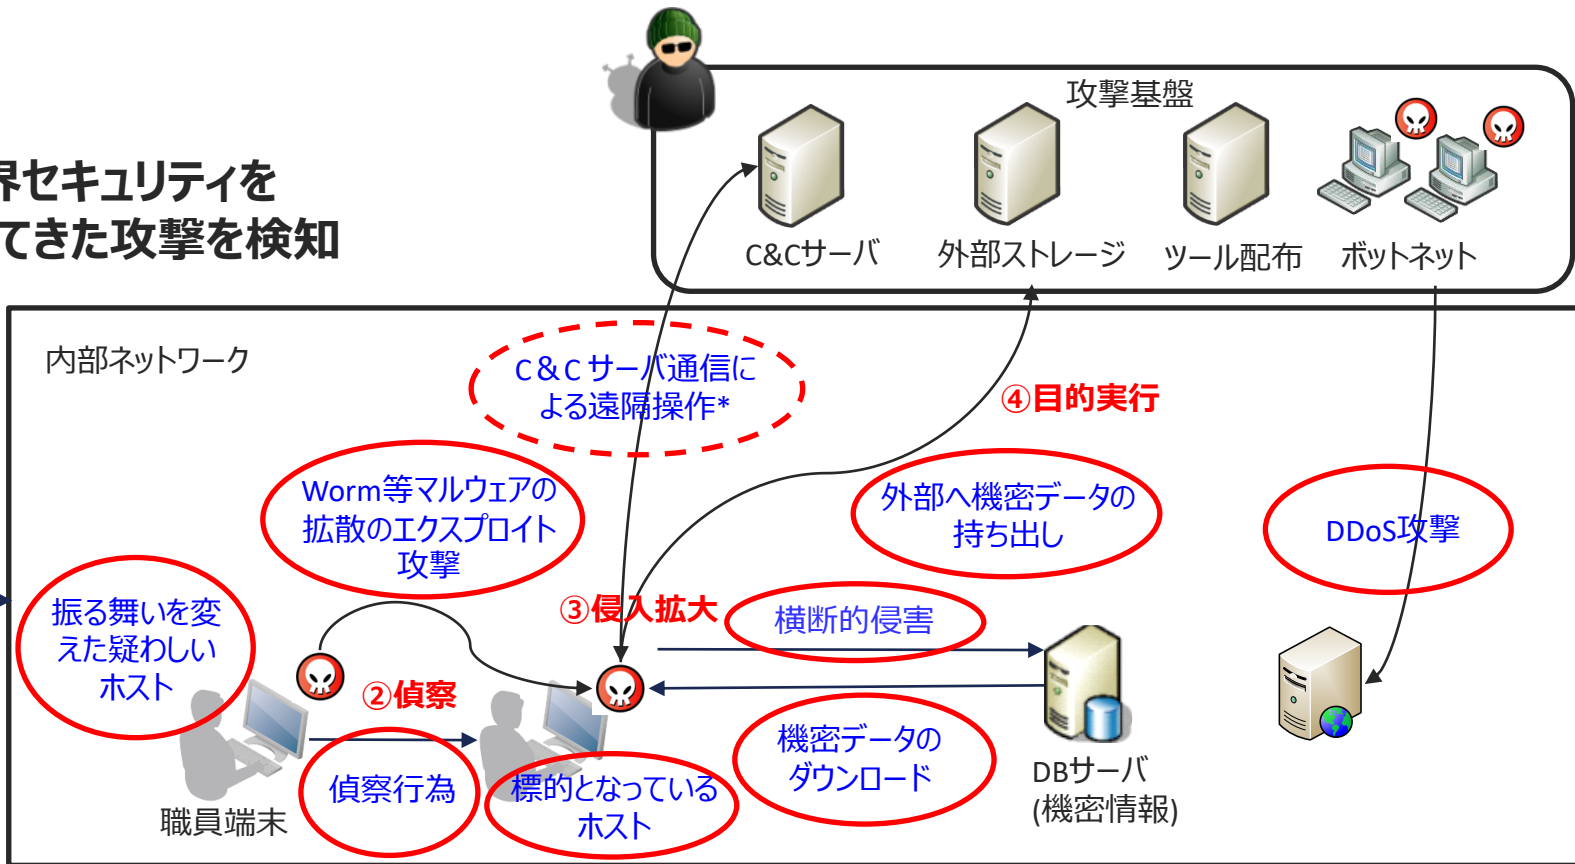 界セキュリティを
てきた攻撃を検知
攻撃基盤
C&Cサーバ
外部ストレージ
ツール配布
ボットネット
内部ネットワーク
C&Cサーバ通信に
よる遠隔操作*
④目的実行
Worm等マルウェアの
拡散のエクスプロイト
攻撃
外部へ機密データの
持ち出し
DDoS攻撃
振る舞いを変
えた疑わしい
ホスト
③侵入拡大
横断的侵害
②偵察
偵察行為
標的となっている
ホスト
機密データの
ダウンロード
職員端末
DBサーバ
(機密情報)